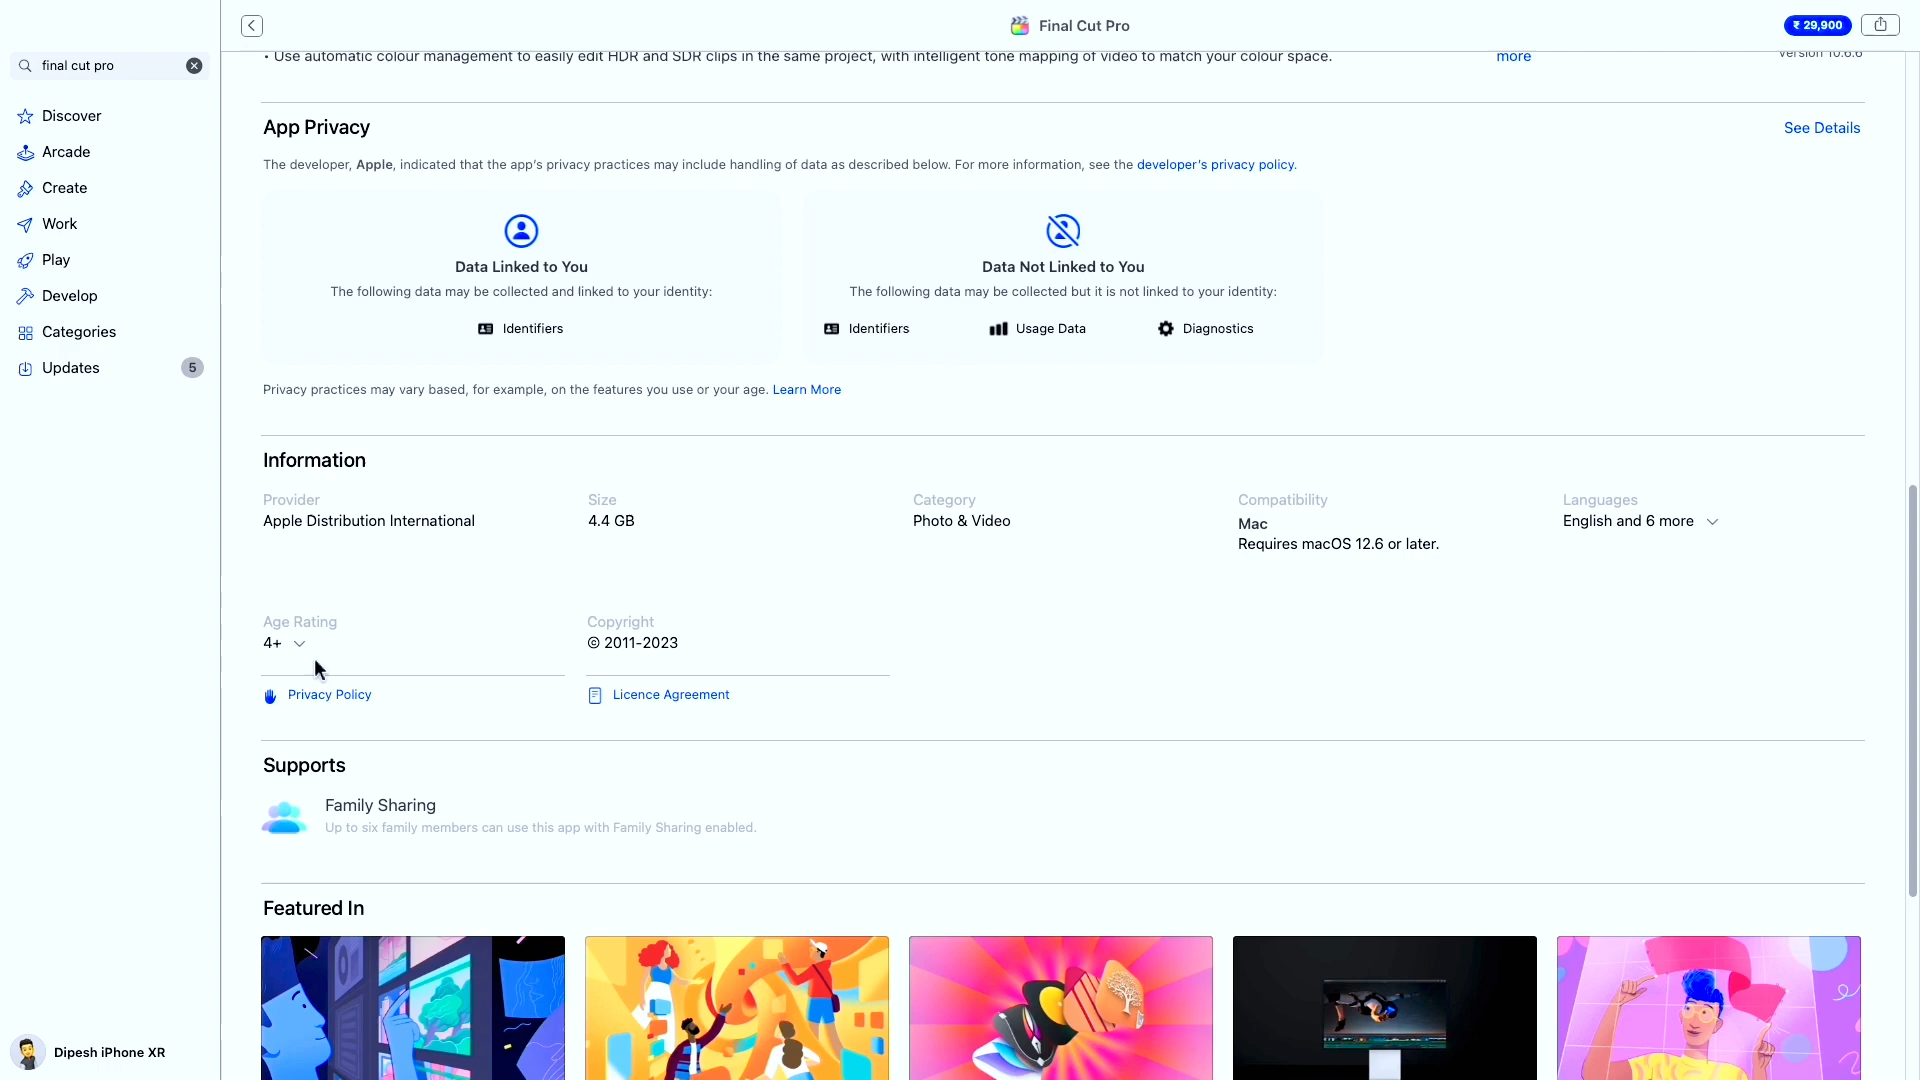 Final Cut Pro
₹ 29,900
final cut pro
Discover
Arcade
Create
Work
Play
Develop
Categories
Updates
5
Dipesh iPhone XR
• Use automatic colour management to easily edit HDR and SDR clips in the same project, with intelligent tone mapping of video to match your colour space.
more
Version 10.6.6
App Privacy
See Details
The developer, Apple, indicated that the app's privacy practices may include handling of data as described below. For more information, see the developer's privacy policy.
Data Linked to You
The following data may be collected and linked to your identity:
Identifiers
Data Not Linked to You
The following data may be collected but it is not linked to your identity:
Identifiers
Usage Data
Diagnostics
Privacy practices may vary based, for example, on the features you use or your age. Learn More
Information
Provider
Apple Distribution International
Size
4.4 GB
Category
Photo & Video
Compatibility
Mac
Requires macOS 12.6 or later.
Languages
English and 6 more
Age Rating
4+
Copyright
© 2011-2023
Privacy Policy
Licence Agreement
Supports
Family Sharing
Up to six family members can use this app with Family Sharing enabled.
Featured In